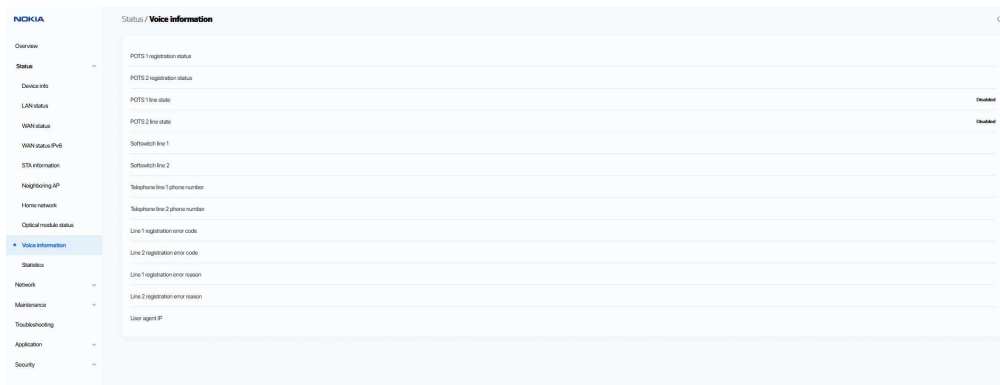 NOKIA
Status / Voice information
Overview
Status
Device info
LAN status
WAN status
WAN status IPv6
STA information
Neighboring AP
Home network
Optical module status
Voice information
Statistics
Network
Maintenance
Troubleshooting
Application
Security
POTS 1 registration status
POTS 2 registration status
POTS 1 line state Disabled
POTS 2 line state Disabled
Softswitch line 1
Softswitch line 2
Telephone line 1 phone number
Telephone line 2 phone number
Line 1 registration error code
Line 2 registration error code
Line 1 registration error reason
Line 2 registration error reason
User agent IP